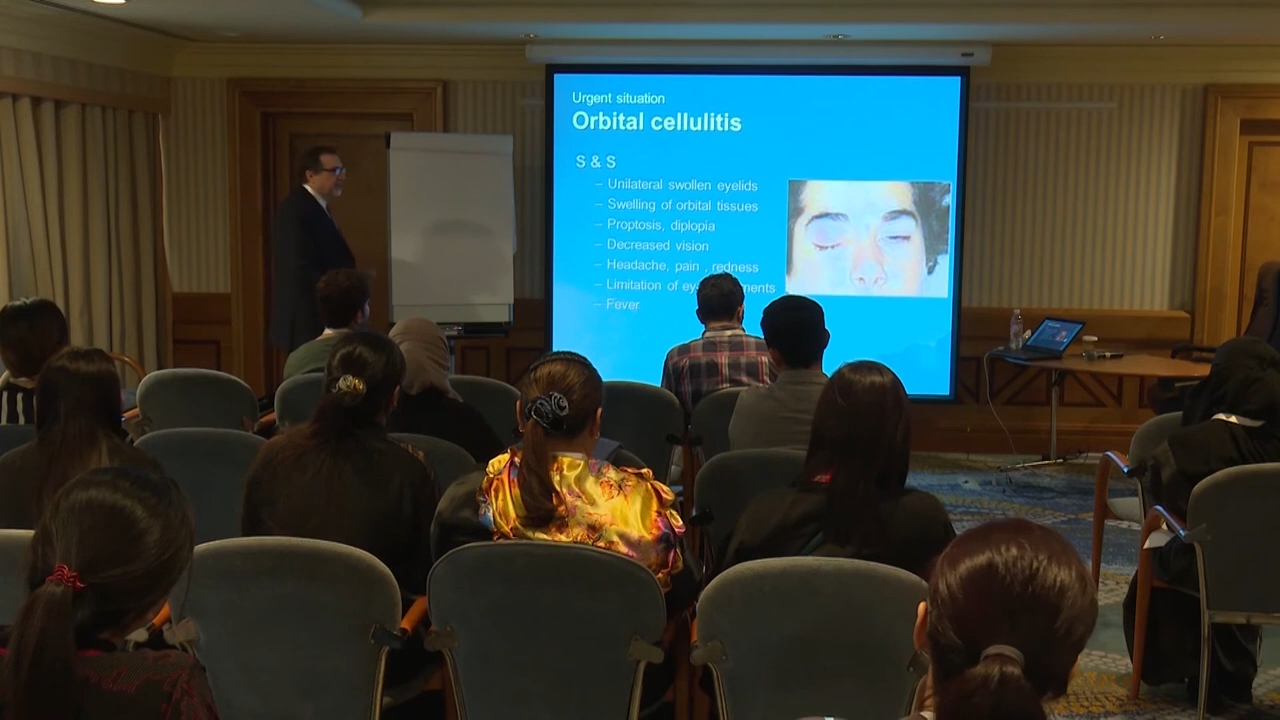 Urgent situation
Orbital cellulitis
S & S
– Unilateral swollen eyelids
– Swelling of orbital tissues
– Proptosis, diplopia
– Decreased vision
– Headache, pain , redness
– Limitation of
– Fever